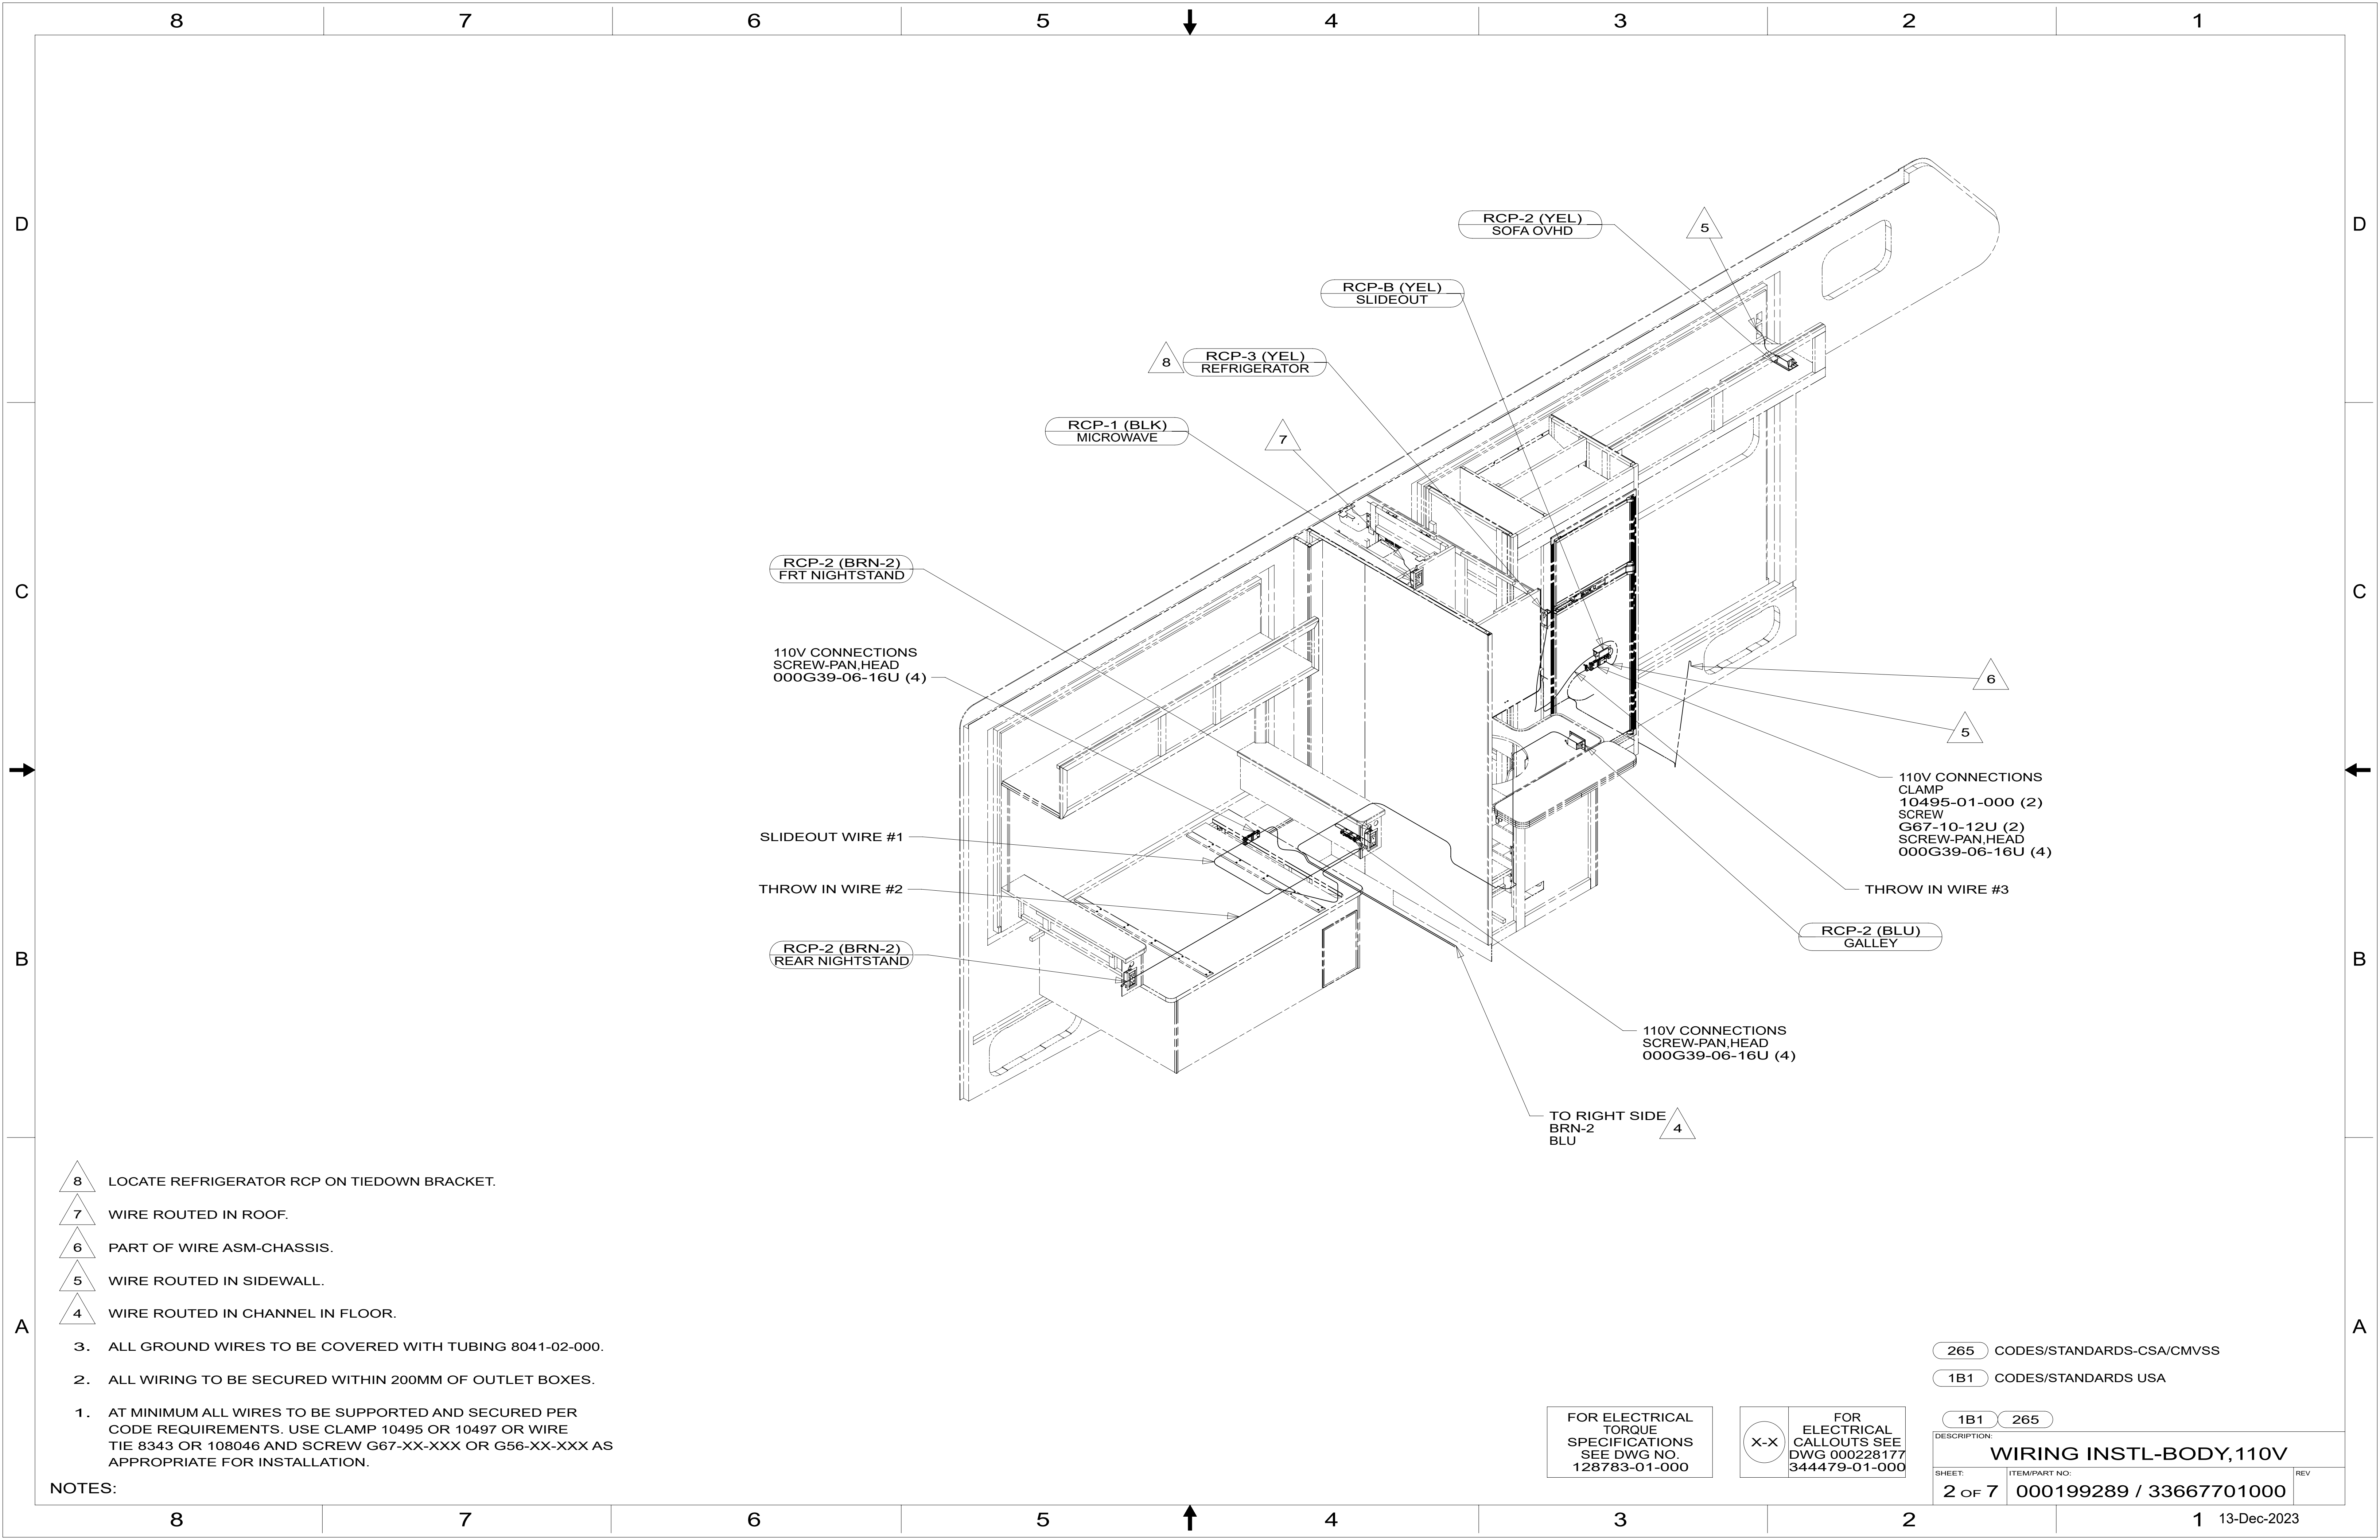 8 7 6 5 4 3 2 1
D D
RCP-2 (YEL)
SOFA OVHD
5
RCP-B (YEL)
SLIDEOUT
8
RCP-3 (YEL)
REFRIGERATOR
RCP-1 (BLK)
MICROWAVE
7
C C
RCP-2 (BRN-2)
FRT NIGHTSTAND
110V CONNECTIONS
SCREW-PAN,HEAD
000G39-06-16U (4)
6
5
110V CONNECTIONS
CLAMP
10495-01-000 (2)
SCREW
G67-10-12U (2)
SCREW-PAN,HEAD
000G39-06-16U (4)
SLIDEOUT WIRE #1
THROW IN WIRE #2
THROW IN WIRE #3
RCP-2 (BLU)
GALLEY
RCP-2 (BRN-2)
REAR NIGHTSTAND
B B
110V CONNECTIONS
SCREW-PAN,HEAD
000G39-06-16U (4)
TO RIGHT SIDE
BRN-2
BLU
4
8 LOCATE REFRIGERATOR RCP ON TIEDOWN BRACKET.
7 WIRE ROUTED IN ROOF.
6 PART OF WIRE ASM-CHASSIS.
5 WIRE ROUTED IN SIDEWALL.
4 WIRE ROUTED IN CHANNEL IN FLOOR.
A A
3. ALL GROUND WIRES TO BE COVERED WITH TUBING 8041-02-000.
2. ALL WIRING TO BE SECURED WITHIN 200MM OF OUTLET BOXES.
1. AT MINIMUM ALL WIRES TO BE SUPPORTED AND SECURED PER
CODE REQUIREMENTS. USE CLAMP 10495 OR 10497 OR WIRE
TIE 8343 OR 108046 AND SCREW G67-XX-XXX OR G56-XX-XXX AS
APPROPRIATE FOR INSTALLATION.
NOTES:
FOR ELECTRICAL
TORQUE
SPECIFICATIONS
SEE DWG NO.
128783-01-000
X-X
FOR
ELECTRICAL
CALLOUTS SEE
DWG 000228177
344479-01-000
265 CODES/STANDARDS-CSA/CMVSS
1B1 CODES/STANDARDS USA
1B1 265
DESCRIPTION:
WIRING INSTL-BODY,110V
SHEET: ITEM/PART NO: REV
2 OF 7 000199289 / 33667701000
8 7 6 5 4 3 2 1
13-Dec-2023